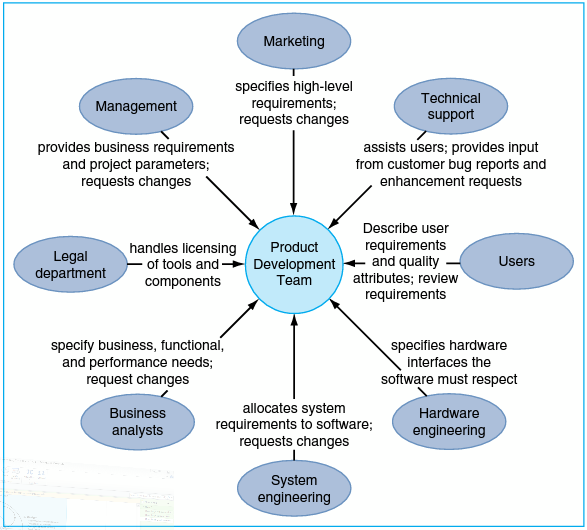 Marketing
specifies high-level
requirements;
requests changes
Technical
support
assists users; provides input
from customer bug reports and
enhancement requests
Management
provides business requirements
and project parameters;
requests changes
Legal
department
handles licensing
of tools and
components
Product
Development
Team
Describe user
requirements
and quality
attributes; review
requirements
Users
specify business, functional,
and performance needs;
request changes
Business
analysts
allocates system
requirements to software;
requests changes
System
engineering
specifies hardware
interfaces the
software must respect
Hardware
engineering